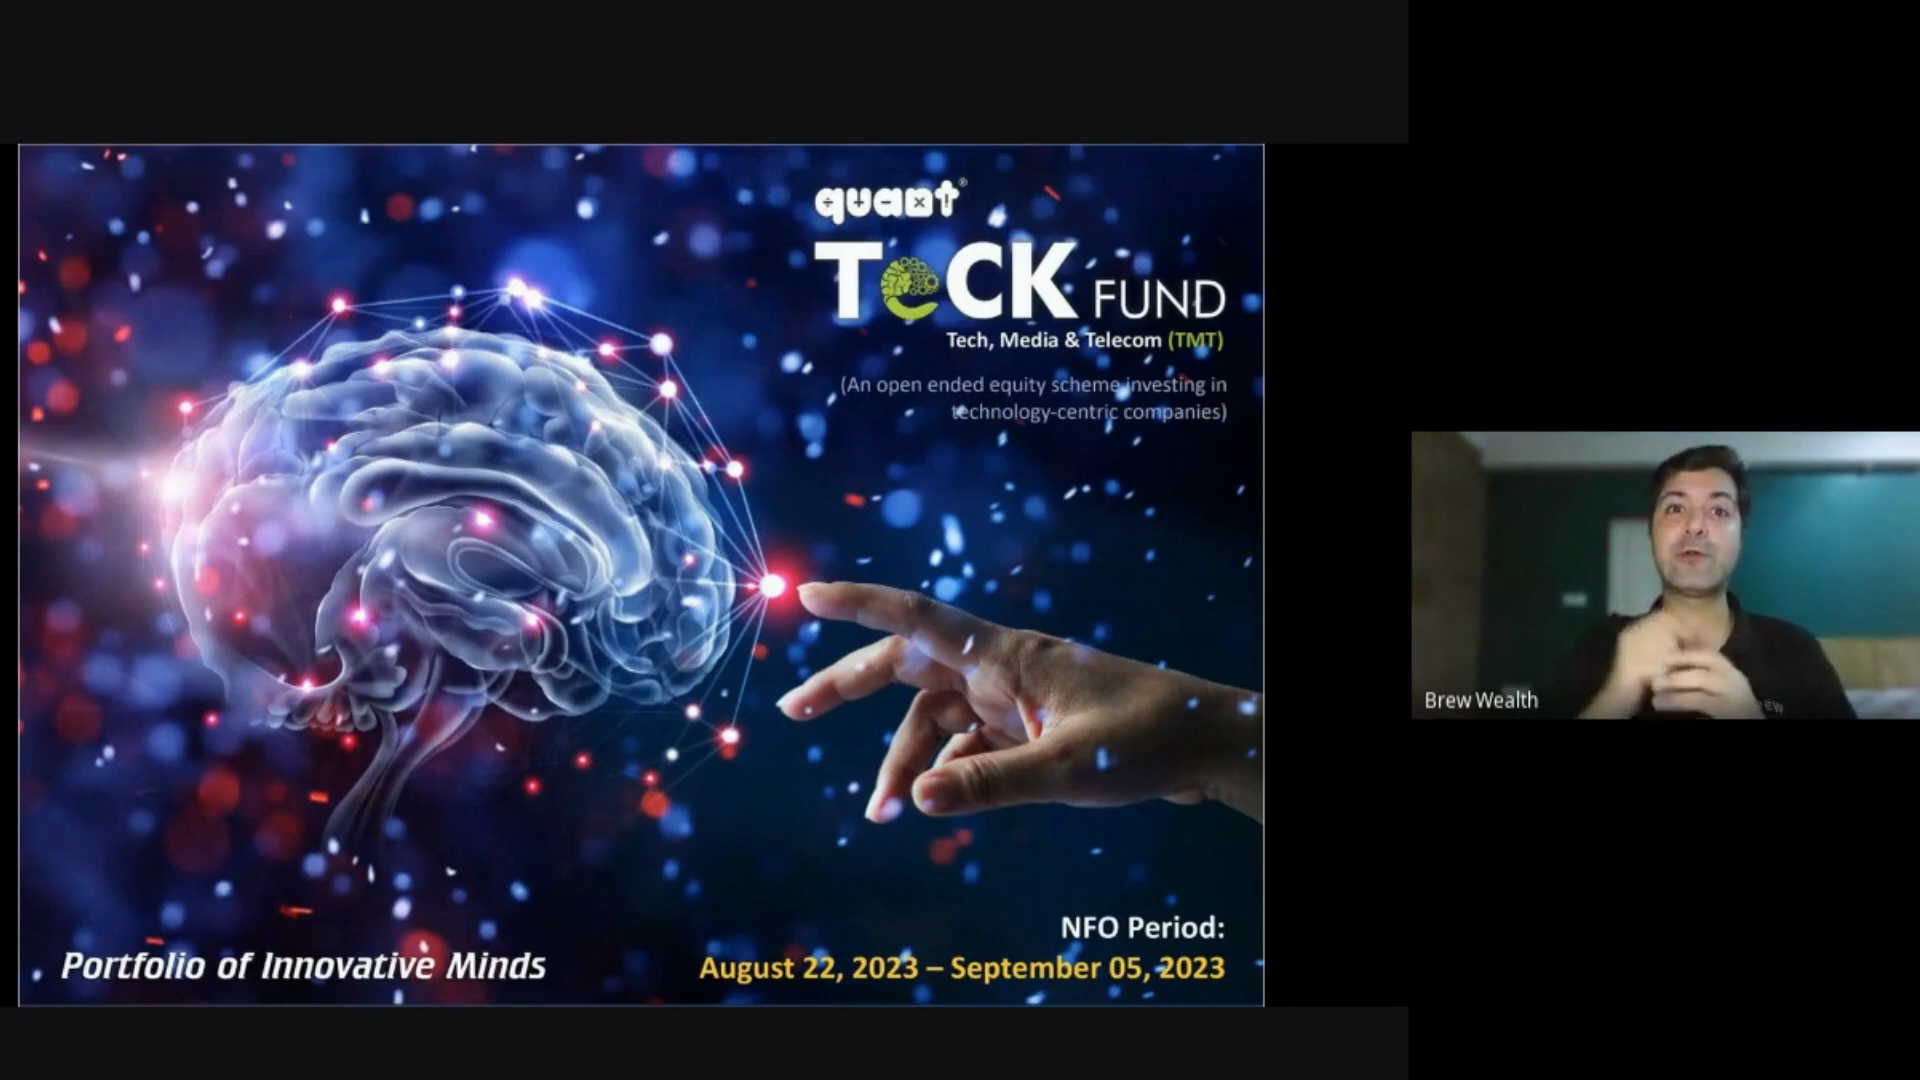 quant®
TeCK FUND
Tech, Media & Telecom (TMT)
(An open ended equity scheme investing in
technology-centric companies)
NFO Period:
August 22, 2023 – September 05, 2023
Portfolio of Innovative Minds
Brew Wealth